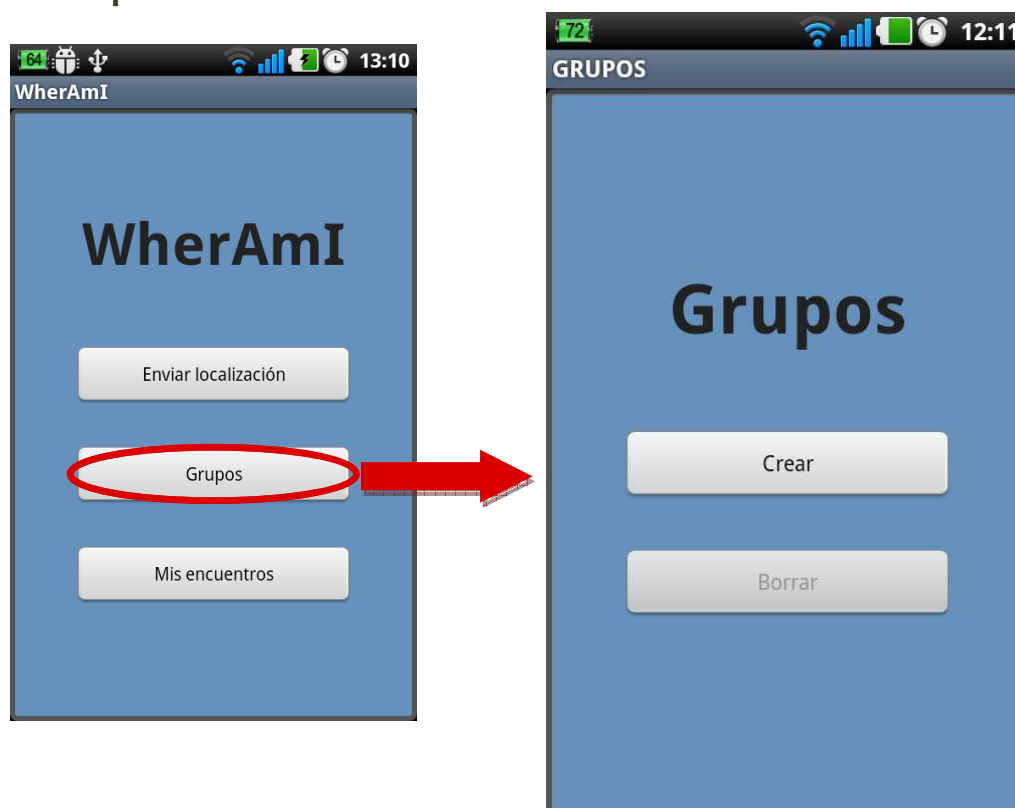 64 13:10
WherAmI
WherAmI
Enviar localización
Grupos
Mis encuentros
72 12:11
GRUPOS
Grupos
Crear
Borrar